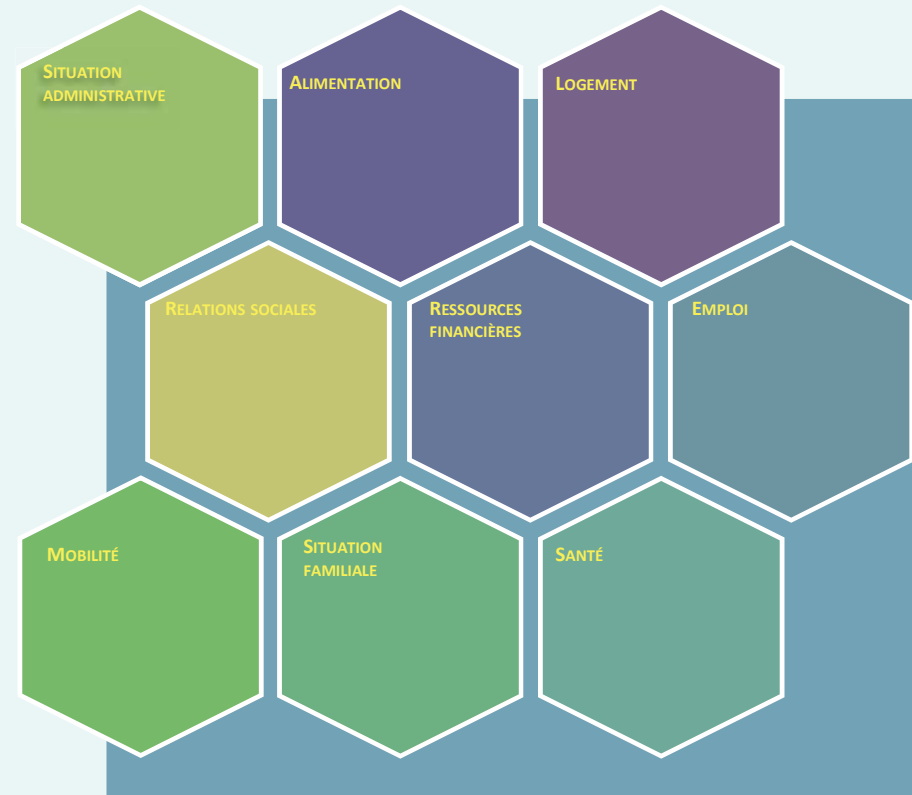 SITUATION
ADMINISTRATIVE
ALIMENTATION
LOGEMENT
RELATIONS SOCIALES
RESSOURCES
FINANCIÈRES
EMPLOI
MOBILITÉ
SITUATION
FAMILIALE
SANTÉ